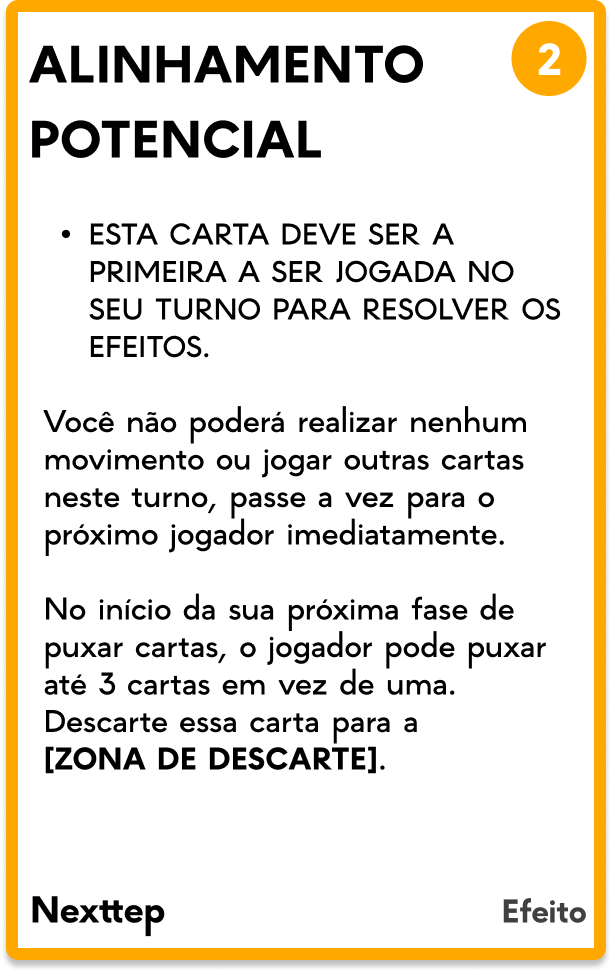 ALINHAMENTO
POTENCIAL
2
• ESTA CARTA DEVE SER A
PRIMEIRA A SER JOGADA NO
SEU TURNO PARA RESOLVER OS
EFEITOS.
Você não poderá realizar nenhum
movimento ou jogar outras cartas
neste turno, passe a vez para o
próximo jogador imediatamente.
No início da sua próxima fase de
puxar cartas, o jogador pode puxar
até 3 cartas em vez de uma.
Descarte essa carta para a
[ZONA DE DESCARTE].
Nexttep
Efeito